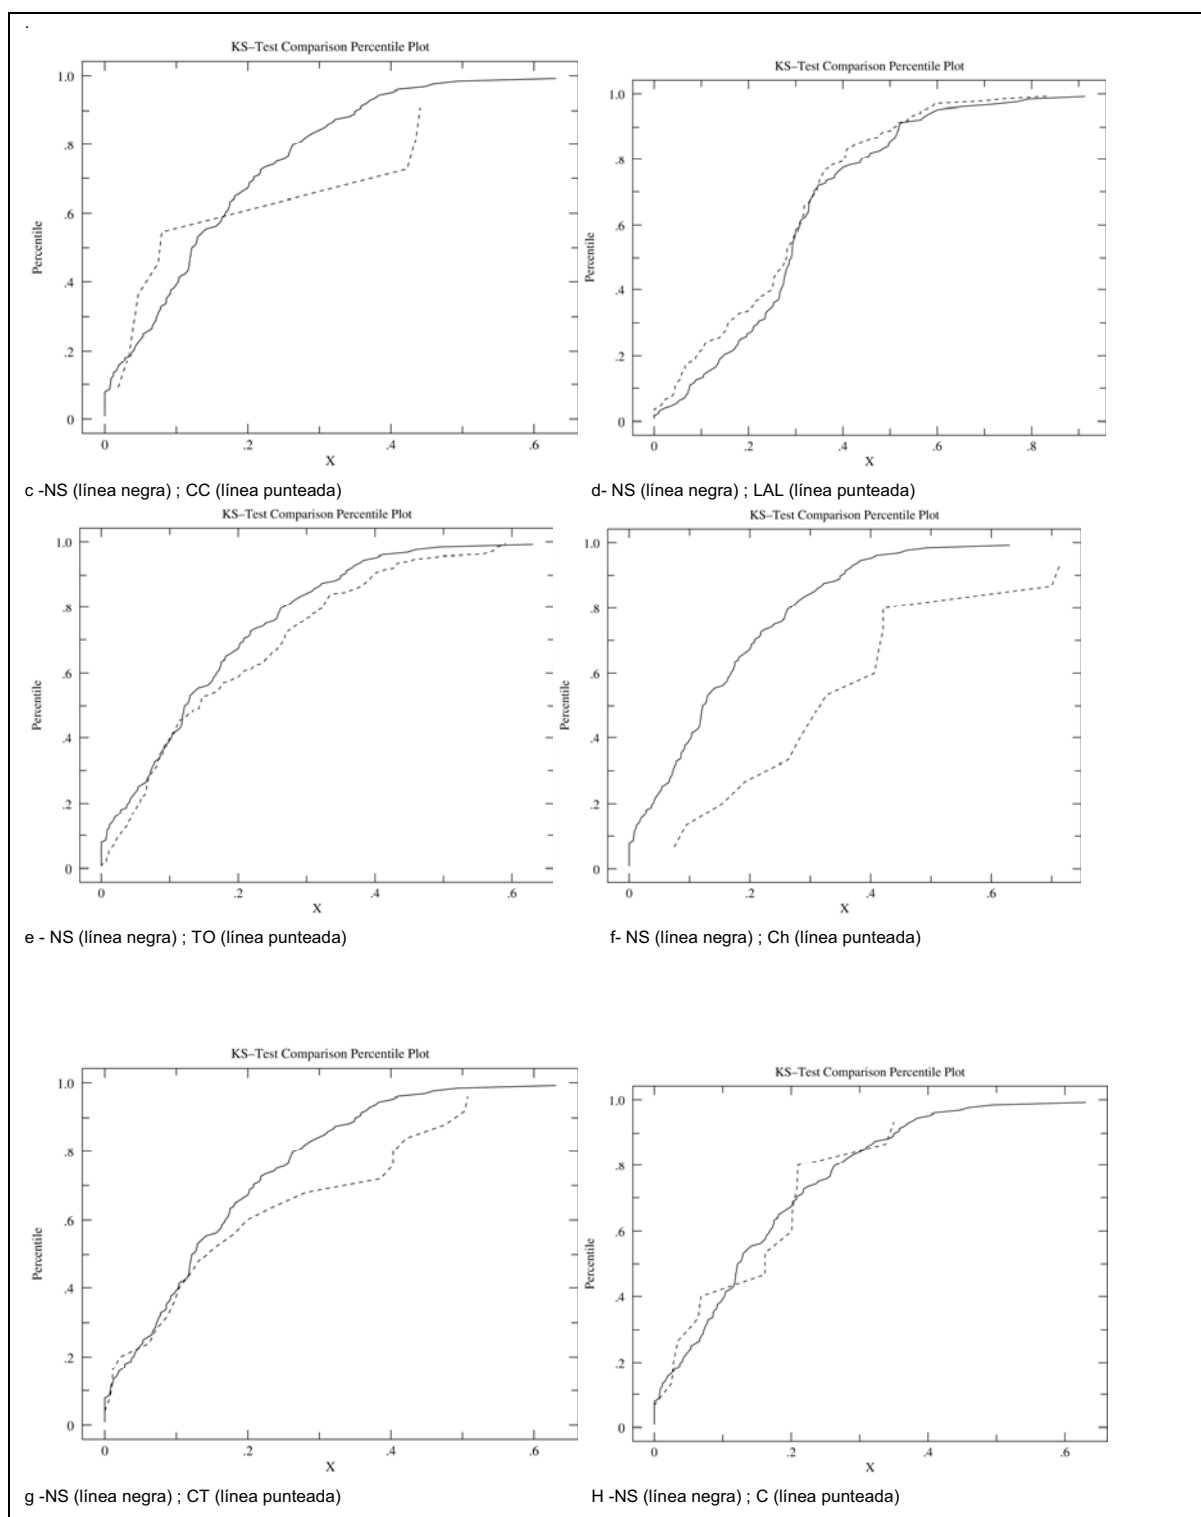 .
KS–Test Comparison Percentile Plot
1.0
.8
.6
.4
.2
0
Percentile
0 .2 .4 .6
X
KS–Test Comparison Percentile Plot
1.0
.8
.6
.4
.2
0
Percentile
0 .2 .4 .6 .8
X
c -NS (línea negra) ; CC (línea punteada)
d- NS (línea negra) ; LAL (línea punteada)
KS–Test Comparison Percentile Plot
1.0
.8
.6
.4
.2
0
Percentile
0 .2 .4 .6
X
KS–Test Comparison Percentile Plot
1.0
.8
.6
.4
.2
0
Percentile
0 .2 .4 .6
X
e - NS (línea negra) ; TO (línea punteada)
f- NS (línea negra) ; Ch (línea punteada)
KS–Test Comparison Percentile Plot
1.0
.8
.6
.4
.2
0
Percentile
0 .2 .4 .6
X
KS–Test Comparison Percentile Plot
1.0
.8
.6
.4
.2
0
Percentile
0 .2 .4 .6
X
g -NS (línea negra) ; CT (línea punteada)
H -NS (línea negra) ; C (línea punteada)